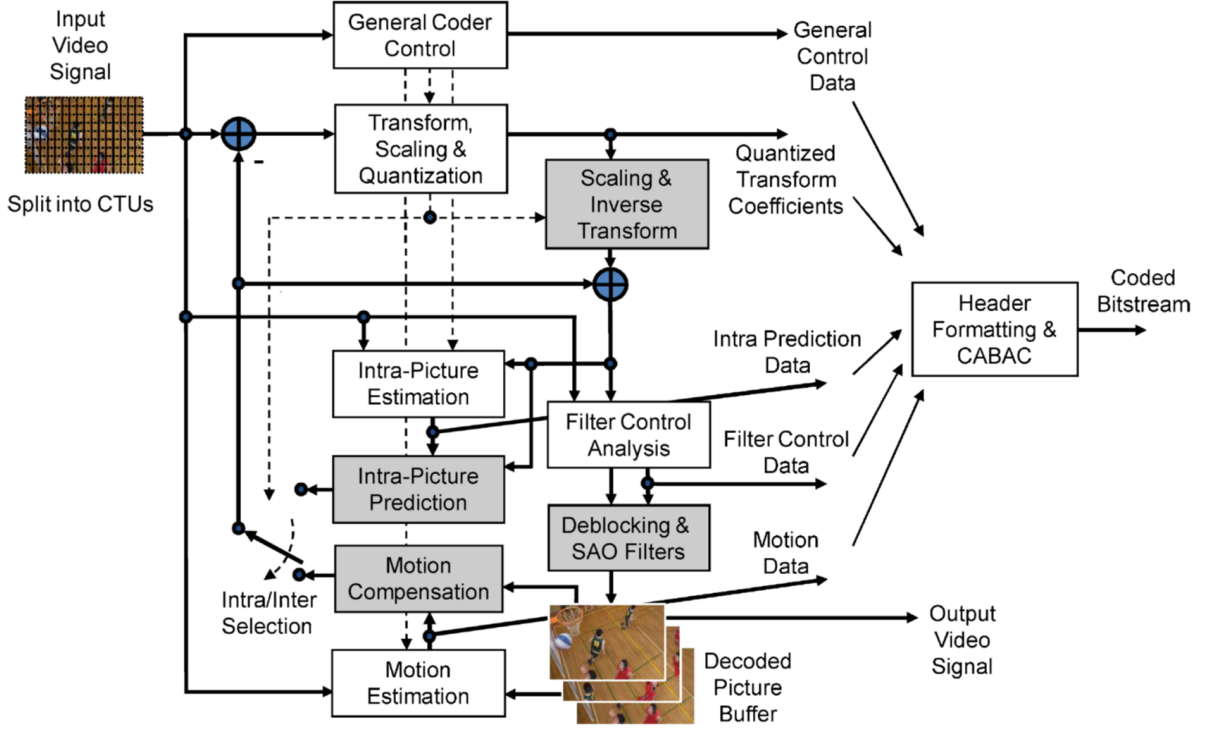 Input
Video
Signal
Split into CTUs
General Coder
Control
Transform,
Scaling &
Quantization
-
Scaling &
Inverse
Transform
General
Control
Data
Quantized
Transform
Coefficients
Header
Formatting &
CABAC
Coded
Bitstream
Intra-Picture
Estimation
Intra Prediction
Data
Filter Control
Analysis
Filter Control
Data
Intra-Picture
Prediction
Deblocking &
SAO Filters
Motion
Compensation
Motion
Data
Intra/Inter
Selection
Motion
Estimation
Decoded
Picture
Buffer
Output
Video
Signal